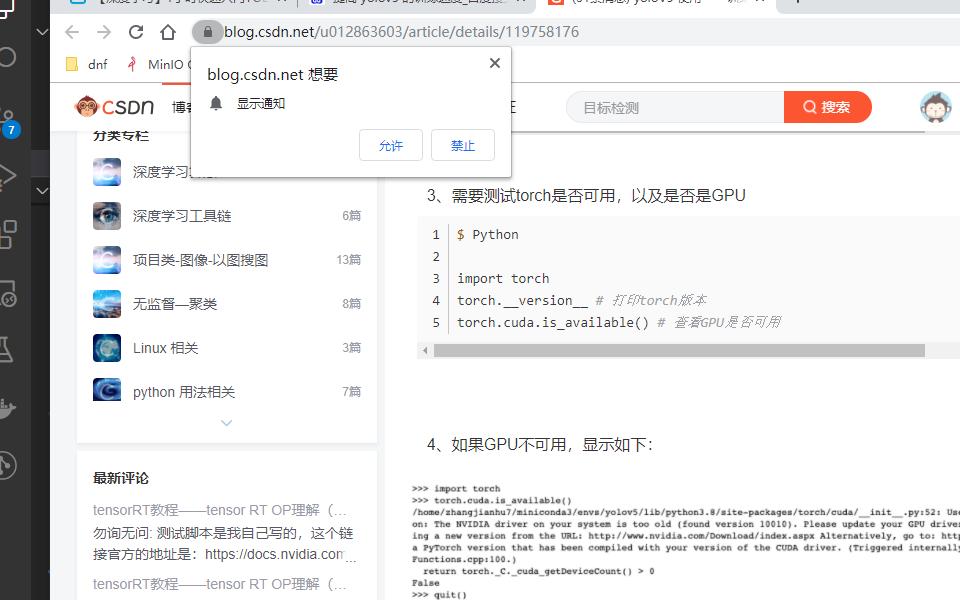 blog.csdn.net/u012863603/article/details/119758176
dnf
MinIO
blog.csdn.net 想要
显示通知
允许
禁止
CSDN
目标检测
搜索
7
分类专栏
深度学习
深度学习工具链
6篇
项目类-图像-以图搜图
13篇
无监督—聚类
8篇
Linux 相关
3篇
python 用法相关
7篇
最新评论
tensorRT教程——tensor RT OP理解（…
勿询无问: 测试脚本是我自己写的，这个链
接官方的地址是：https://docs.nvidia.com…
tensorRT教程——tensor RT OP理解（…
3、需要测试torch是否可用，以及是否是GPU
1 $ Python
2
3 import torch
4 torch.__version__ # 打印torch版本
5 torch.cuda.is_available() # 查看GPU是否可用
4、如果GPU不可用，显示如下：
>>> import torch
>>> torch.cuda.is_available()
/home/zhangjianhu7/miniconda3/envs/yolov5/lib/python3.8/site-packages/torch/cuda/__init__.py:52: Use
on: The NVIDIA driver on your system is too old (found version 10010). Please update your GPU driver
ing a new version from the URL: http://www.nvidia.com/Download/index.aspx Alternatively, go to: http
a PyTorch version that has been compiled with your version of the CUDA driver. (Triggered internally
Functions.cpp:100.)
return torch._C._cuda_getDeviceCount() > 0
False
>>> quit()